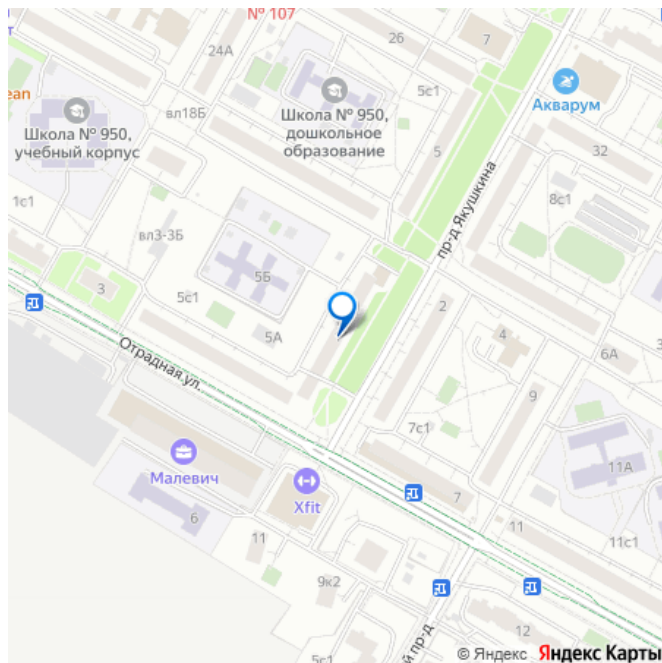 № 107
26
7
24А
ean
5с1
Акварум
вл18Б
Школа № 950,
учебный корпус
Школа № 950,
дошкольное
образование
5
32
пр-д Якушкина
1с1
8с1
вл3-3Б
5Б
3
5с1
2
5А
4
6А
Отрадная ул.
9
7с1
11А
Малевич
Xfit
7
6
11
11
11с1
9к2
12
й пр-д
5с1
© Яндекс Яндекс Карты